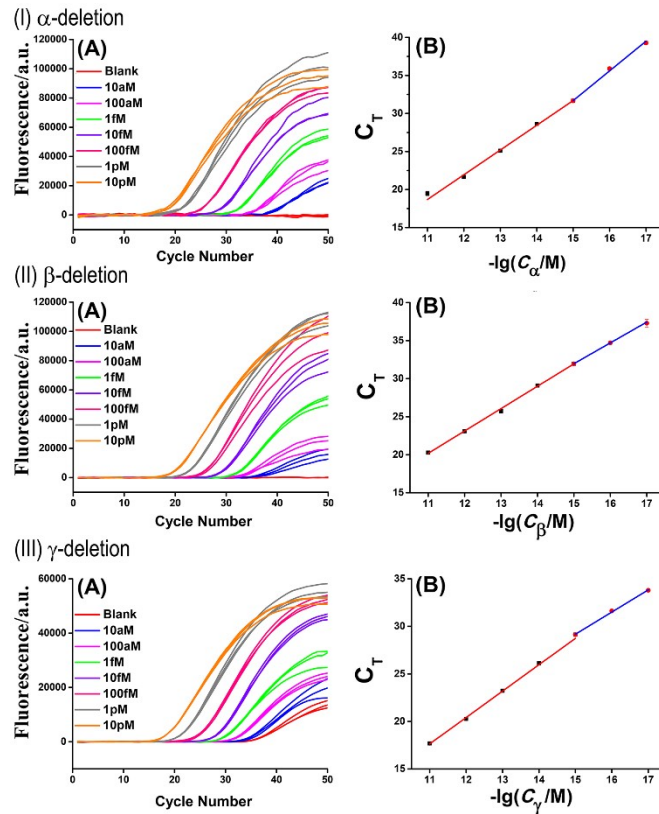 (I) α-deletion
(A)
Fluorescence/a.u.
120000
100000
80000
60000
40000
20000
0
Blank
10aM
100aM
1fM
10fM
100fM
1pM
10pM
0 10 20 30 40 50
Cycle Number
(B)
C_T
40
35
30
25
20
15
11 12 13 14 15 16 17
-lg(C_α/M)
(II) β-deletion
(A)
Fluorescence/a.u.
120000
100000
80000
60000
40000
20000
0
Blank
10aM
100aM
1fM
10fM
100fM
1pM
10pM
0 10 20 30 40 50
Cycle Number
(B)
C_T
40
35
30
25
20
15
11 12 13 14 15 16 17
-lg(C_β/M)
(III) γ-deletion
(A)
Fluorescence/a.u.
60000
40000
20000
0
Blank
10aM
100aM
1fM
10fM
100fM
1pM
10pM
0 10 20 30 40 50
Cycle Number
(B)
C_T
35
30
25
20
15
11 12 13 14 15 16 17
-lg(C_γ/M)